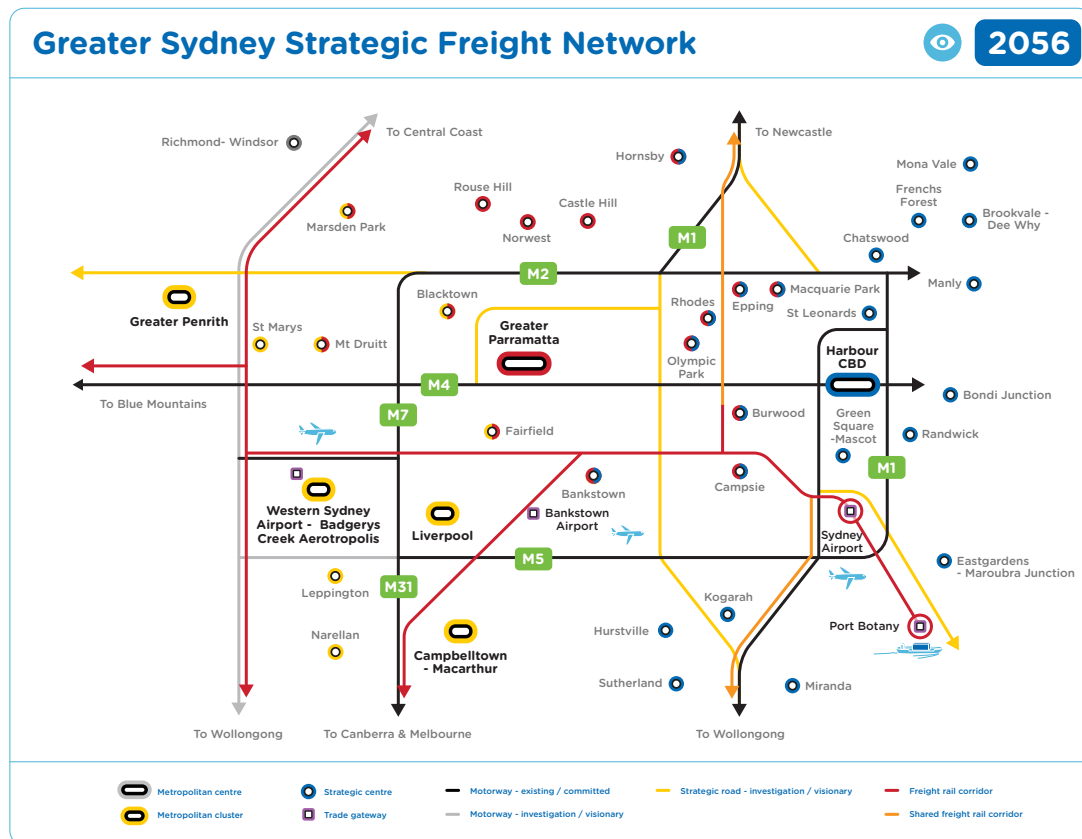 Greater Sydney Strategic Freight Network
2056
Richmond- Windsor
To Central Coast
To Newcastle
Hornsby
Mona Vale
Rouse Hill
Castle Hill
Frenchs
Forest
Marsden Park
Norwest
M1
Brookvale -
Dee Why
Chatswood
M2
Manly
Greater Penrith
Blacktown
Rhodes
Epping
Macquarie Park
St Leonards
St Marys
Mt Druitt
Greater
Parramatta
Olympic
Park
Harbour
CBD
M4
To Blue Mountains
M7
Bondi Junction
Fairfield
Burwood
Green
Square
-Mascot
Randwick
M1
Western Sydney
Airport -  Badgerys
Creek Aerotropolis
Liverpool
Bankstown
Bankstown
Airport
Campsie
Sydney
Airport
M5
Eastgardens
- Maroubra Junction
Leppington
M31
Kogarah
Port Botany
Narellan
Hurstville
Campbelltown
- Macarthur
Sutherland
Miranda
To Wollongong
To Canberra & Melbourne
To Wollongong
Metropolitan centre
Strategic centre
Motorway - existing / committed
Strategic road - investigation / visionary
Freight rail corridor
Metropolitan cluster
Trade gateway
Motorway - investigation / visionary
Shared freight rail corridor